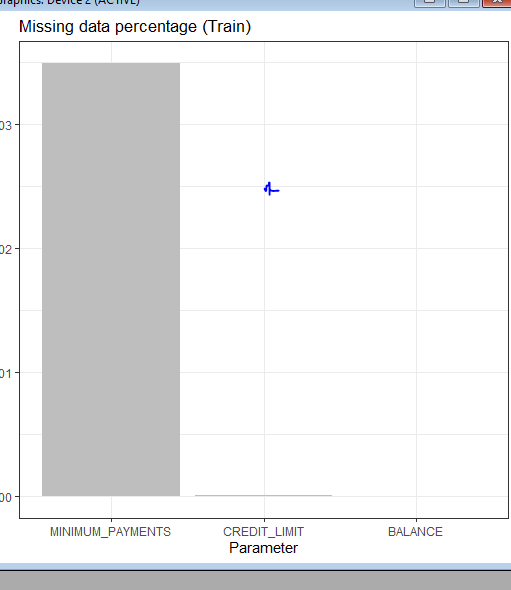 Graphics: Device 2 (ACTIVE)
Missing data percentage (Train)
03
02
01
00
MINIMUM_PAYMENTS CREDIT_LIMIT BALANCE
Parameter